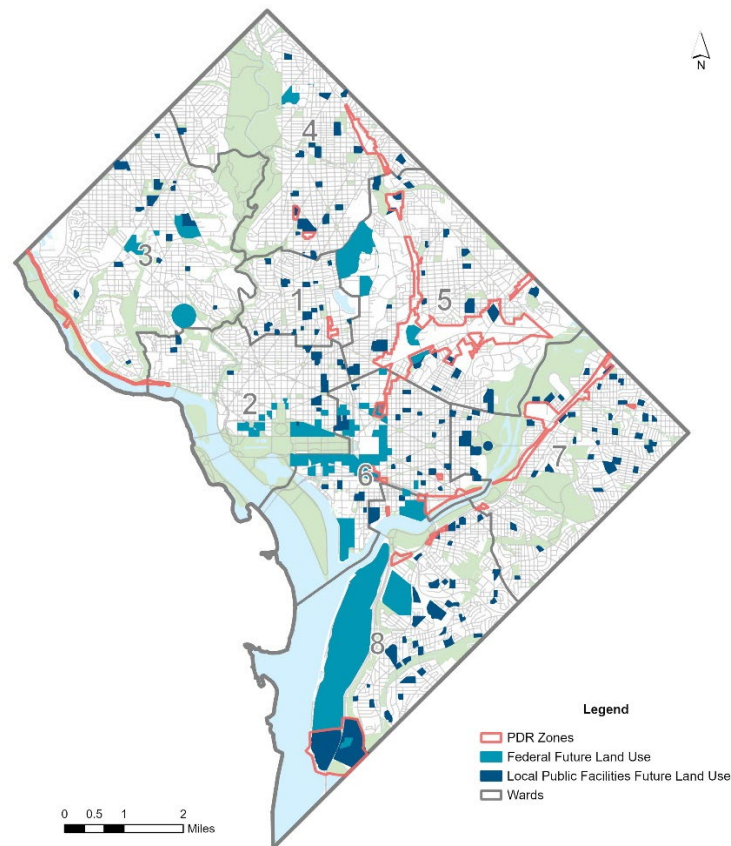 N
4
3
5
1
2
7
6
8
Legend
PDR Zones
Federal Future Land Use
Local Public Facilities Future Land Use
Wards
0 0.5 1 2
Miles